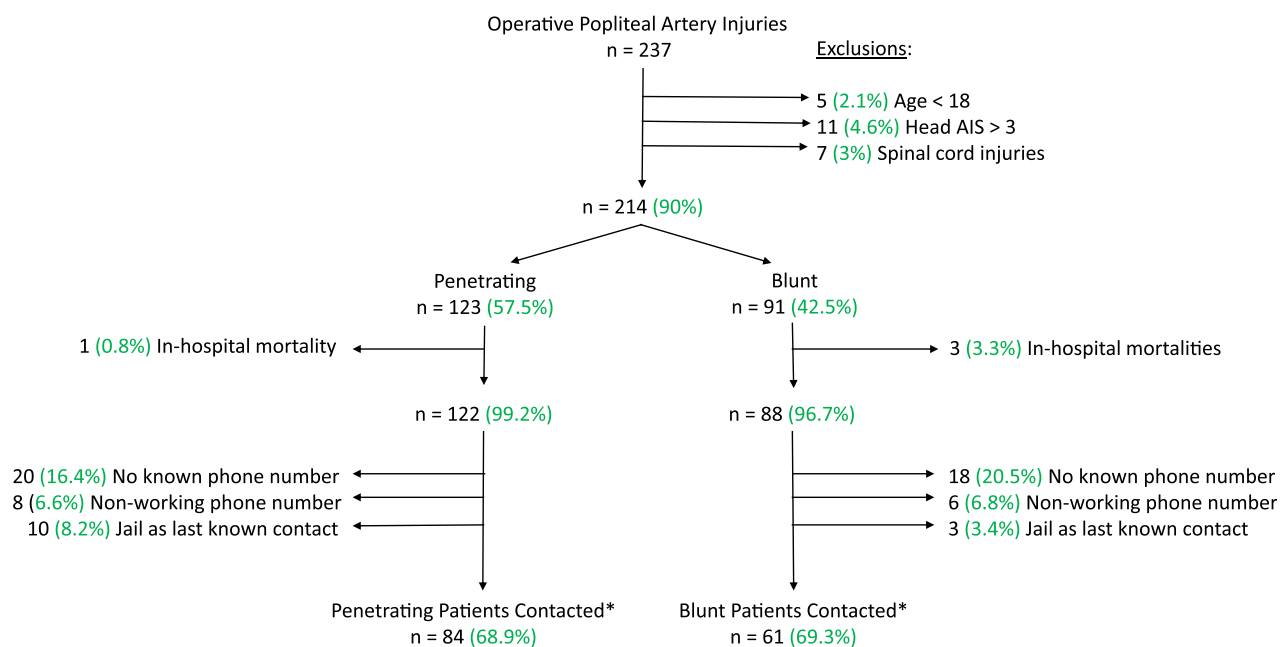 Operative Popliteal Artery Injuries
n = 237
Exclusions:
5 (2.1%) Age < 18
11 (4.6%) Head AIS > 3
7 (3%) Spinal cord injuries
n = 214 (90%)
Penetrating
n = 123 (57.5%)
Blunt
n = 91 (42.5%)
1 (0.8%) In-hospital mortality
3 (3.3%) In-hospital mortalities
n = 122 (99.2%)
n = 88 (96.7%)
20 (16.4%) No known phone number
8 (6.6%) Non-working phone number
10 (8.2%) Jail as last known contact
18 (20.5%) No known phone number
6 (6.8%) Non-working phone number
3 (3.4%) Jail as last known contact
Penetrating Patients Contacted*
n = 84 (68.9%)
Blunt Patients Contacted*
n = 61 (69.3%)